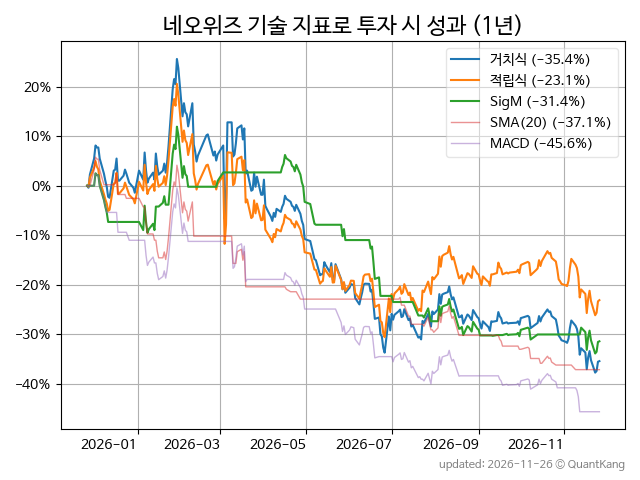 네오위즈 기술 지표로 투자 시 성과 (1년)
거치식 (−35.4%)
적립식 (−23.1%)
SigM (−31.4%)
SMA(20) (−37.1%)
MACD (−45.6%)
20%
10%
0%
−10%
−20%
−30%
−40%
2026−01 2026−03 2026−05 2026−07 2026−09 2026−11
updated: 2026−11−26 ⓒ QuantKang